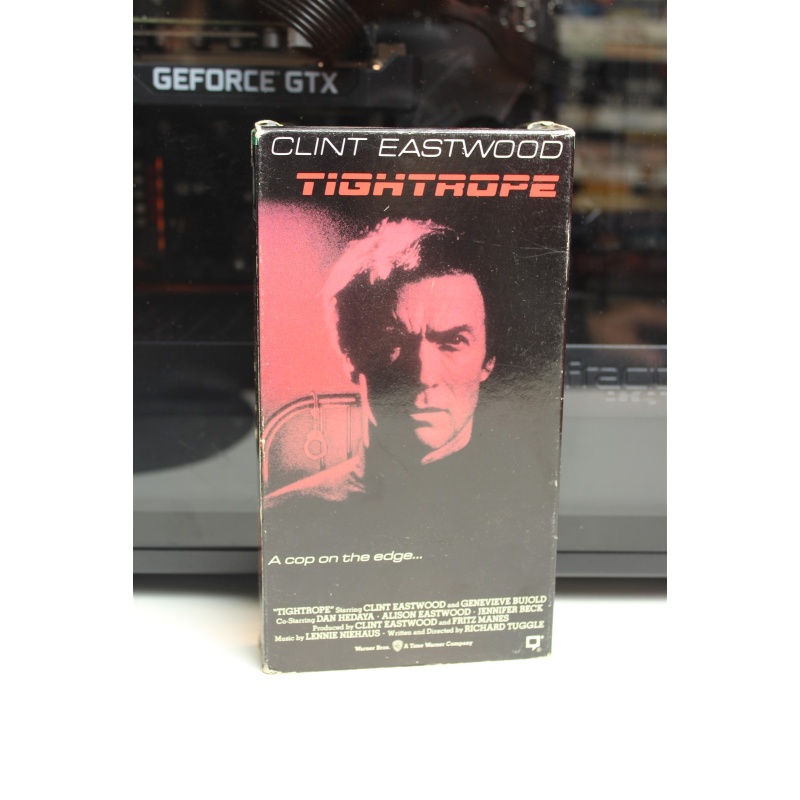 GEFORCE GTX
CLINT EASTWOOD
TIGHTROPE
A cop on the edge...
"TIGHTROPE" Starring CLINT EASTWOOD and GENEVIEVE BUJOLD
Co-Starring DAN HEDAYA · ALISON EASTWOOD · JENNIFER BECK
Produced by CLINT EASTWOOD and FRITZ MANES
Music by LENNIE NIEHAUS · Written and Directed by RICHARD TUGGLE
Warner Bros. A Time Warner Company